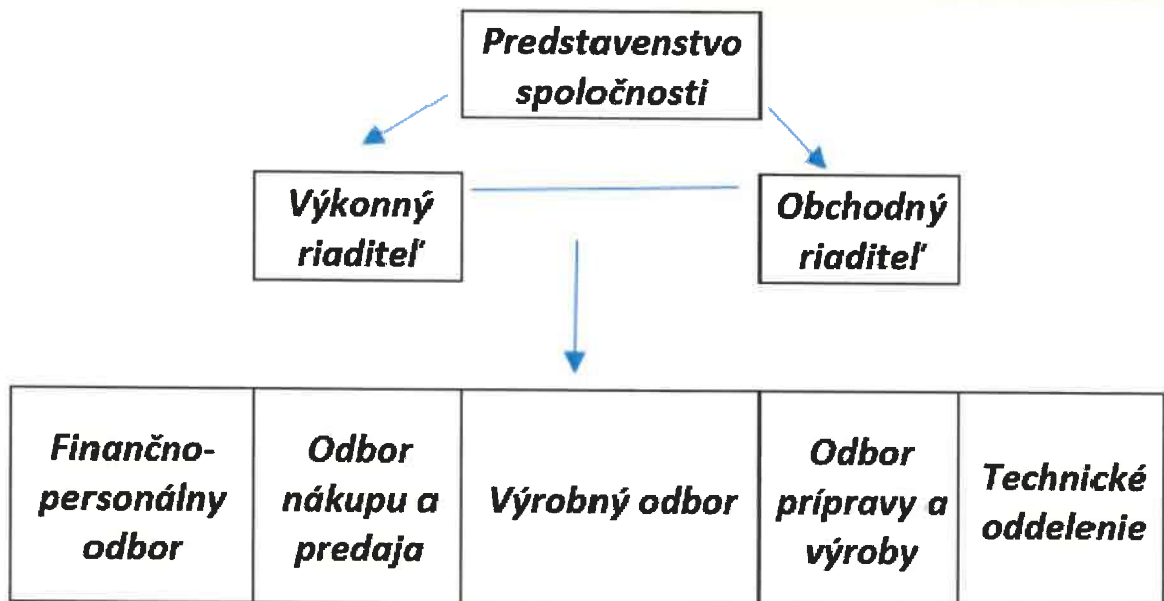 Predstavenstvo
spoločnosti
Výkonný
riaditeľ
Obchodný
riaditeľ
Finančno-
personálny
odbor
Odbor
nákupu a
predaja
Výrobný odbor
Odbor
prípravy a
výroby
Technické
oddelenie